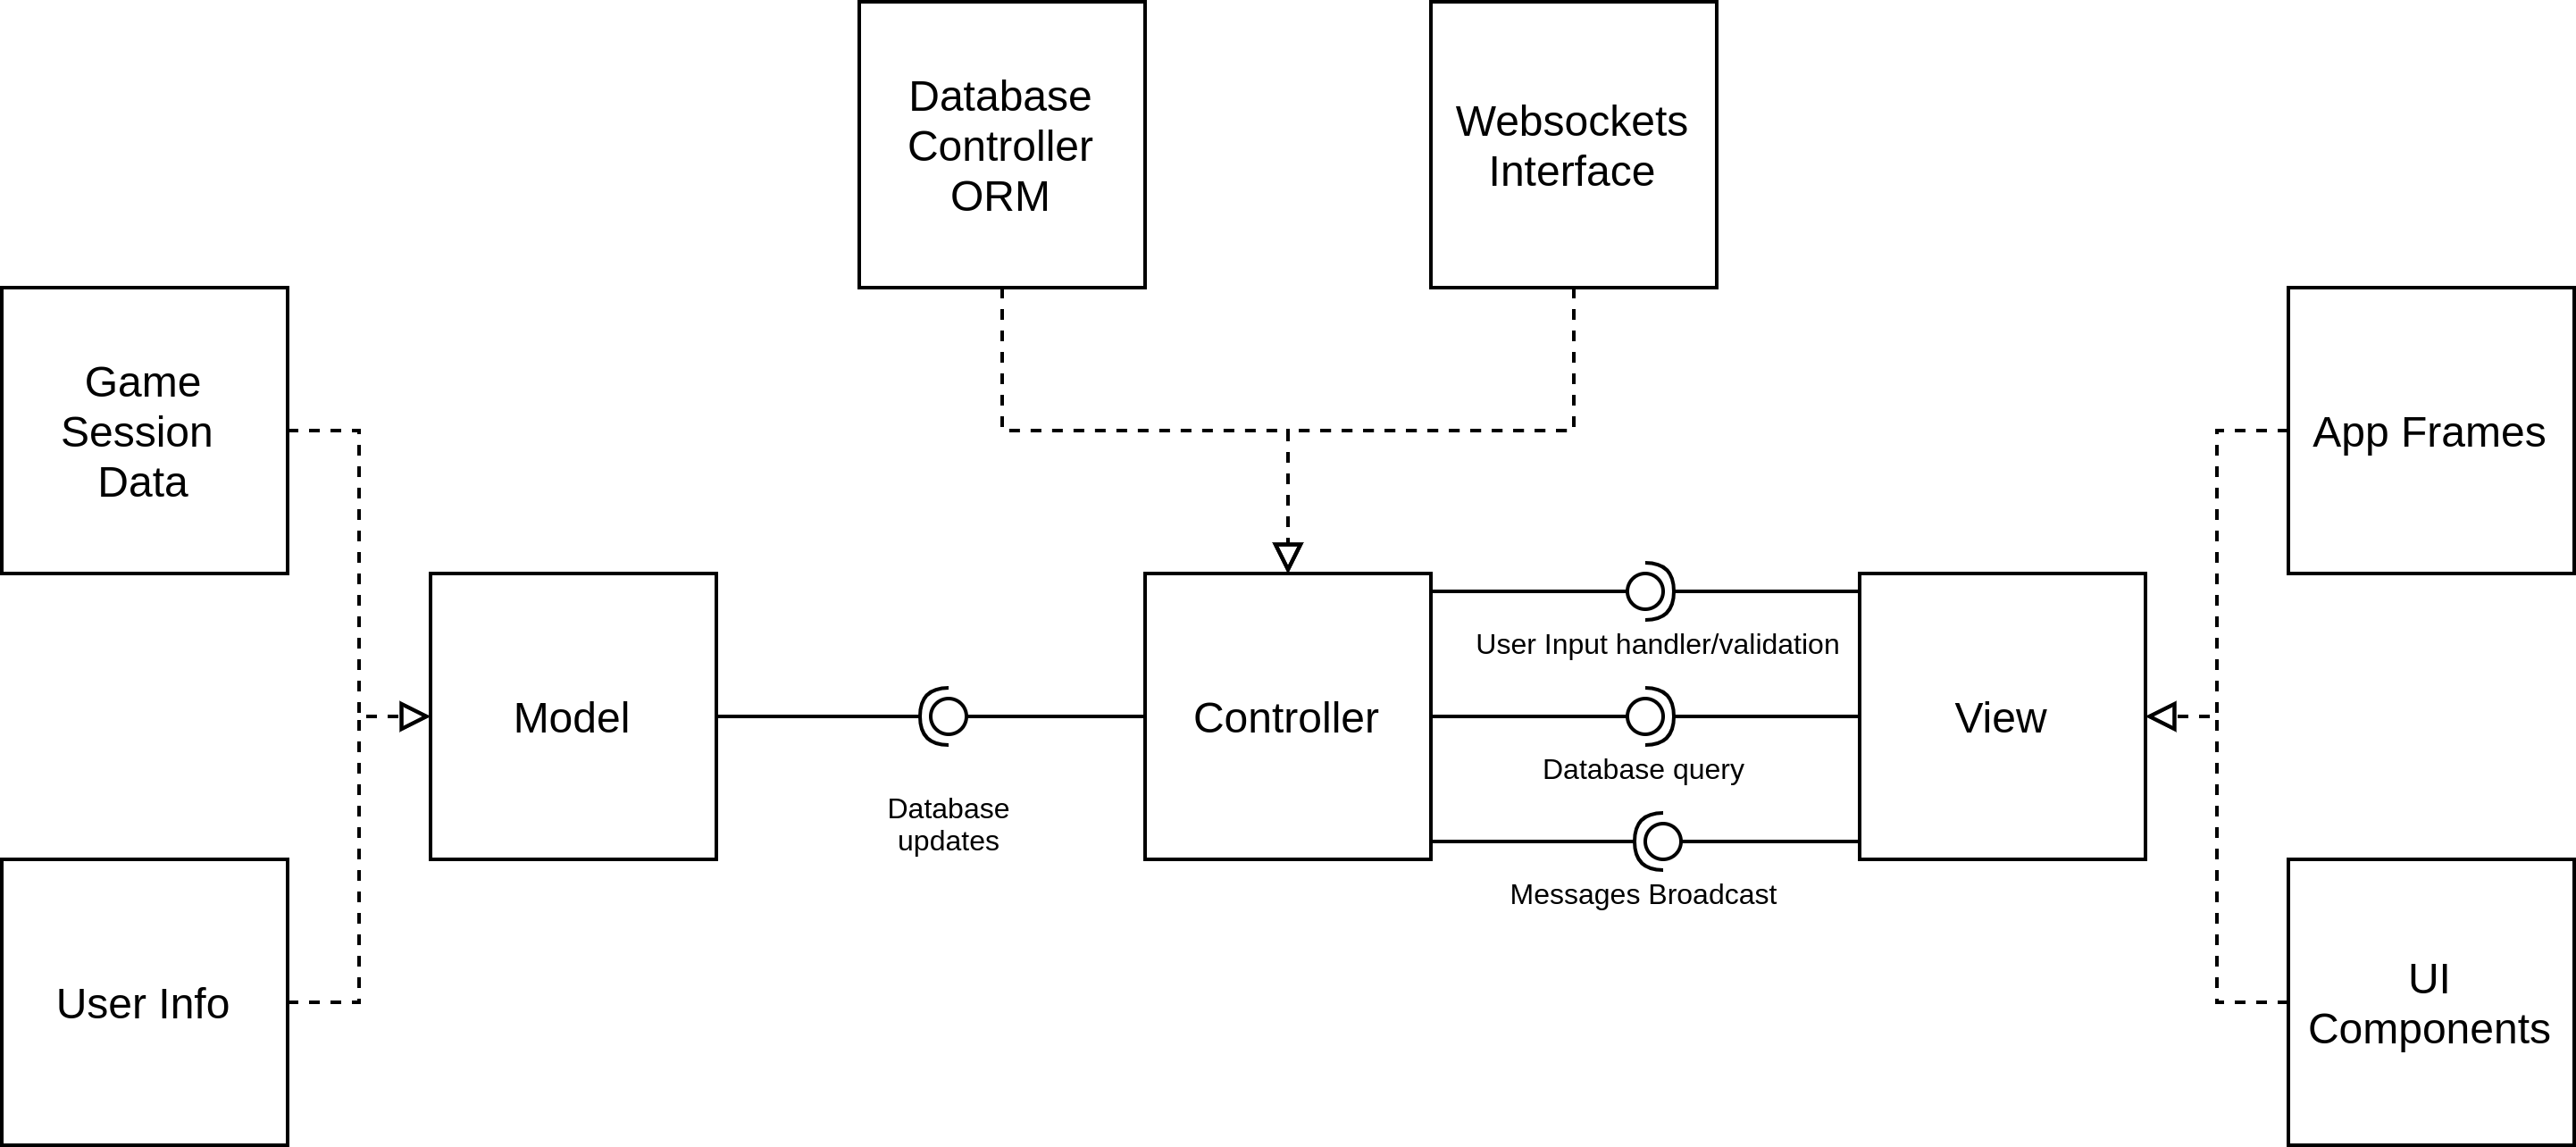 Database
Controller
ORM
Websockets
Interface
Game
Session
Data
App Frames
Model
Controller
View
User Input handler/validation
Database query
Database
updates
Messages Broadcast
User Info
UI
Components